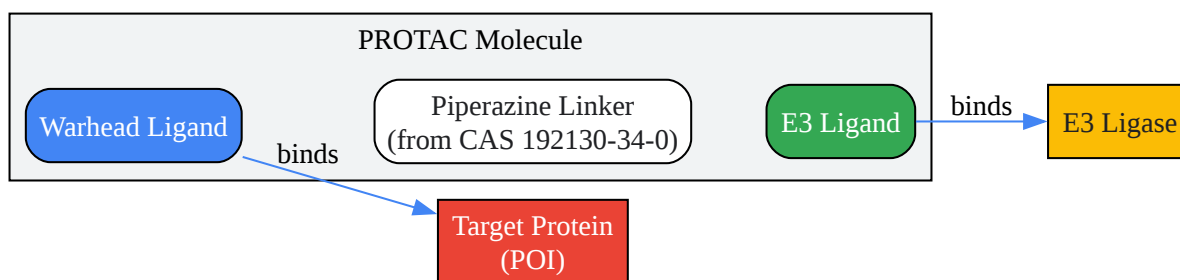 PROTAC Molecule
Warhead Ligand
Piperazine Linker
(from CAS 192130-34-0)
E3 Ligand
binds
E3 Ligase
binds
Target Protein
(POI)